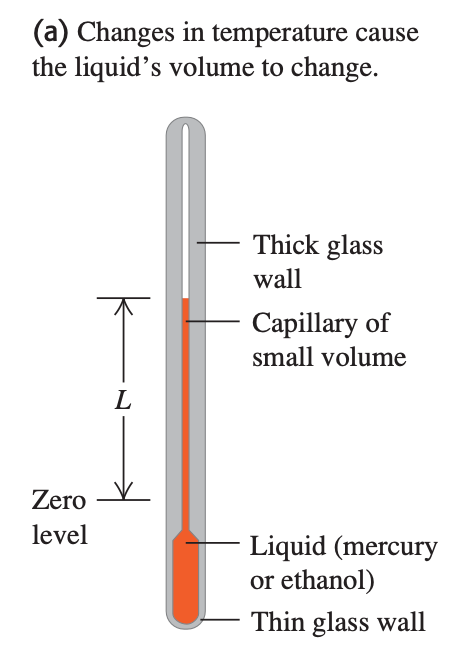 (a) Changes in temperature cause
the liquid’s volume to change.
Thick glass
wall
Capillary of
small volume
L
Zero
level
Liquid (mercury
or ethanol)
Thin glass wall